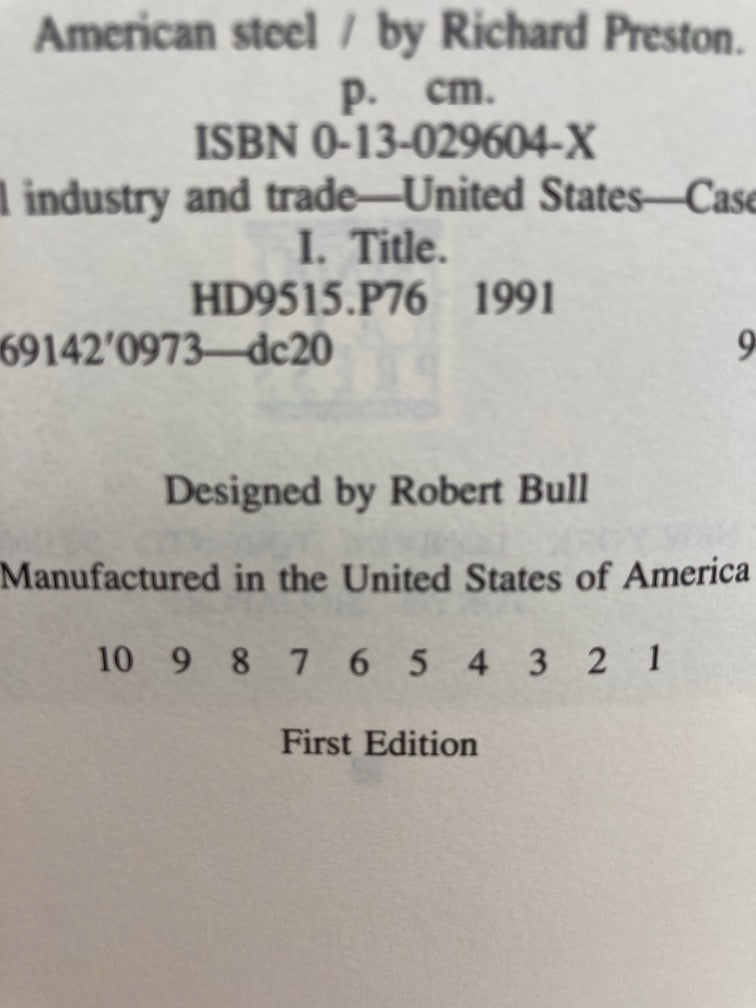 American steel / by Richard Preston.
p. cm.
ISBN 0-13-029604-X
l industry and trade—United States—Case
I. Title.
HD9515.P76 1991
69142'0973—dc20 9
Designed by Robert Bull
Manufactured in the United States of America
10 9 8 7 6 5 4 3 2 1
First Edition